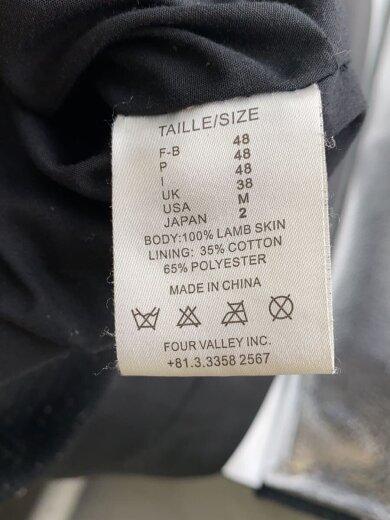 TAILLE/SIZE
F-B 48
P 48
I 48
UK 38
USA M
JAPAN 2
BODY:100% LAMB SKIN
LINING: 35% COTTON
65% POLYESTER
MADE IN CHINA
FOUR VALLEY INC.
+81.3.3358 2567